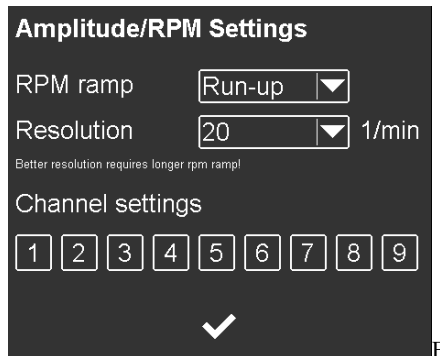 Amplitude/RPM Settings
RPM ramp Run-up
Resolution 20 1/min
Better resolution requires longer rpm ramp!
Channel settings
1 2 3 4 5 6 7 8 9